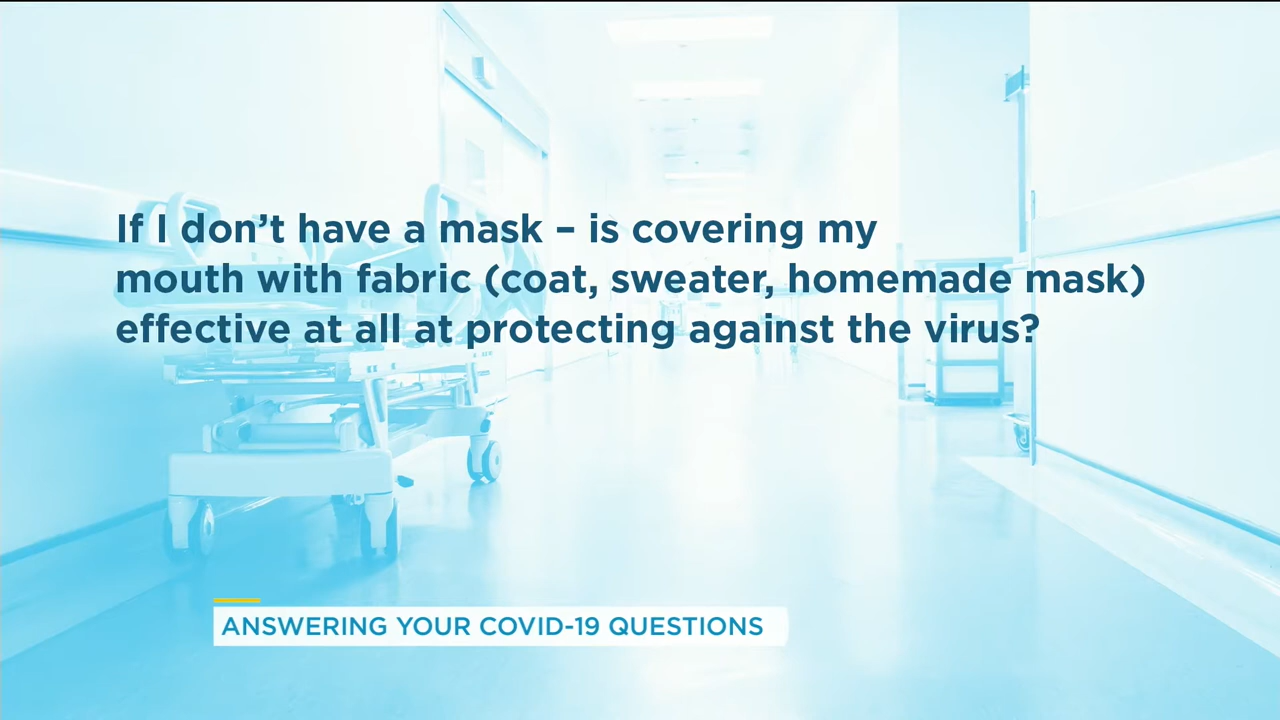 If I don’t have a mask – is covering my
mouth with fabric (coat, sweater, homemade mask)
effective at all at protecting against the virus?
ANSWERING YOUR COVID-19 QUESTIONS